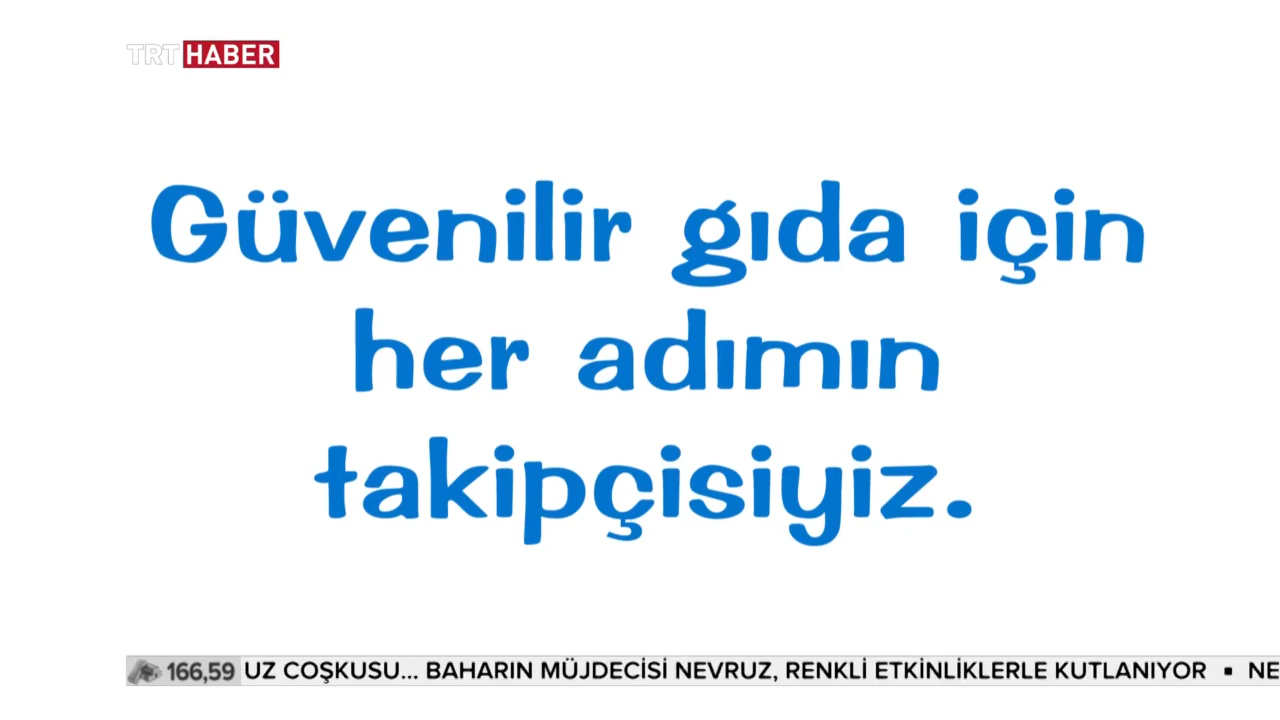 TRT HABER
Güvenilir gıda için
her adımın
takipçisiyiz.
166,59 UZ COŞKUSU... BAHARIN MÜJDECİSİ NEVRUZ, RENKLİ ETKİNLİKLERLE KUTLANIYOR ▪ NE